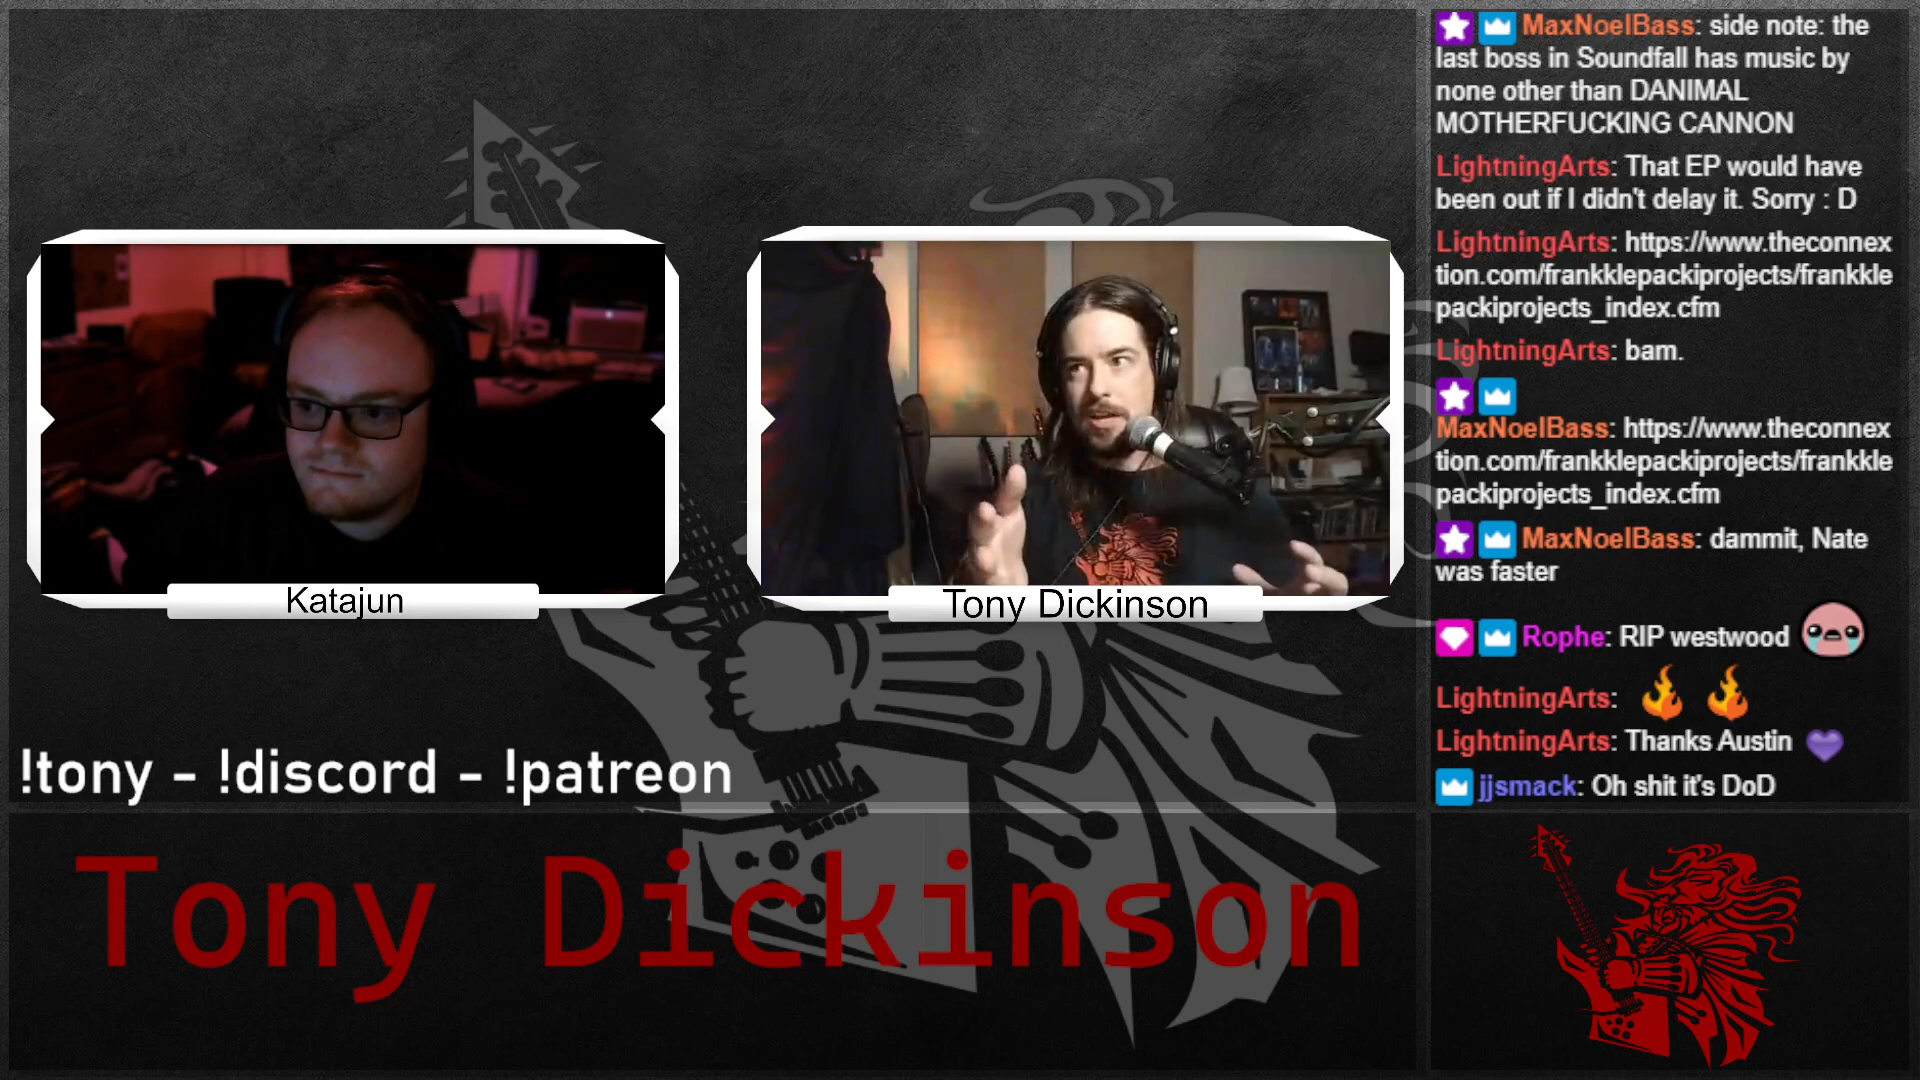 Katajun
Tony Dickinson
!tony - !discord - !patreon
Tony Dickinson
MaxNoelBass: side note: the
last boss in Soundfall has music by
none other than DANIMAL
MOTHERFUCKING CANNON
LightningArts: That EP would have
been out if I didn't delay it. Sorry : D
LightningArts: https://www.theconnex
tion.com/frankklepackiprojects/frankkle
packiprojects_index.cfm
LightningArts: bam.
MaxNoelBass: https://www.theconnex
tion.com/frankklepackiprojects/frankkle
packiprojects_index.cfm
MaxNoelBass: dammit, Nate
was faster
Rophe: RIP westwood
LightningArts:
LightningArts: Thanks Austin
jjsmack: Oh shit it's DoD